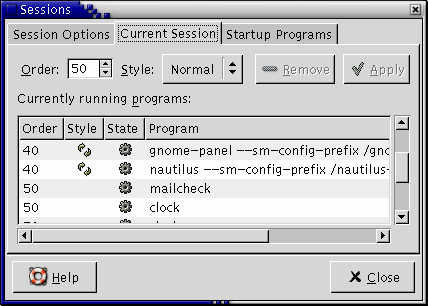 Sessions
Session Options Current Session Startup Programs
Order: 50 Style: Normal Remove Apply
Currently running programs:
Order Style State Program
40 gnome-panel --sm-config-prefix /gno
40 nautilus --sm-config-prefix /nautilus-
50 mailcheck
50 clock
Help Close